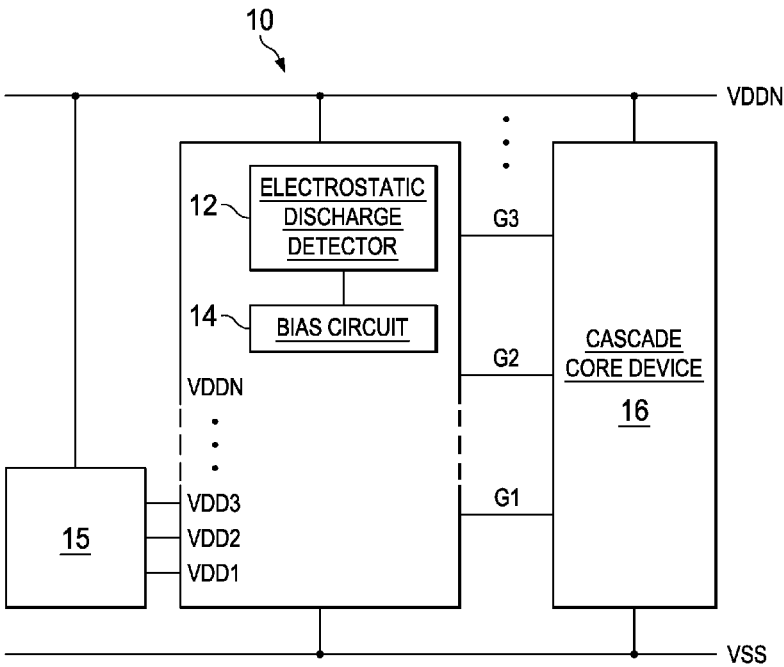 10
VDDN
12
ELECTROSTATIC
DISCHARGE
DETECTOR
G3
14
BIAS CIRCUIT
G2
CASCADE
CORE DEVICE
16
VDDN
G1
15
VDD3
VDD2
VDD1
VSS